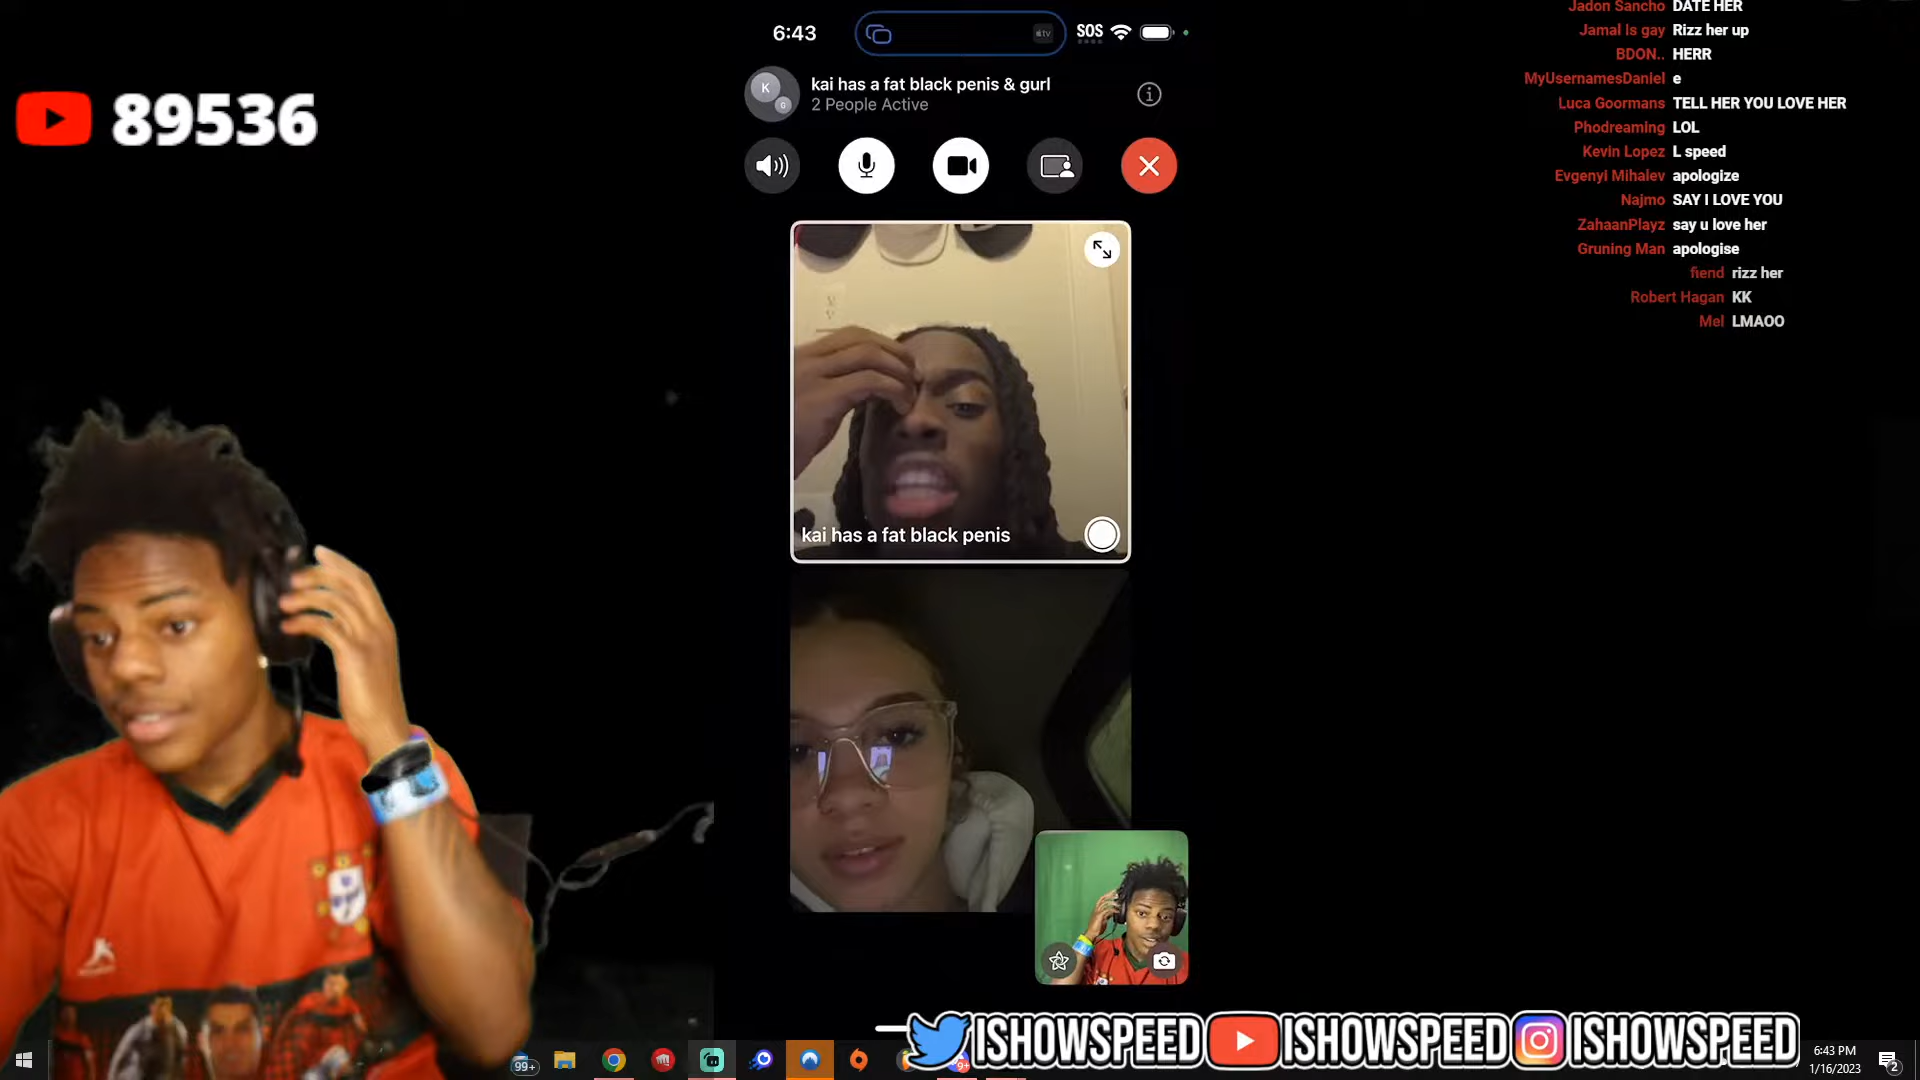 6:43
tv
SOS
kai has a fat black penis & gurl
2 People Active
K
G
89536
kai has a fat black penis
Jadon Sancho DATE HER
Jamal Is gay Rizz her up
BDON.. HERR
MyUsernamesDaniel e
Luca Goormans TELL HER YOU LOVE HER
Phodreaming LOL
Kevin Lopez L speed
Evgenyi Mihalev apologize
Najmo SAY I LOVE YOU
ZahaanPlayz say u love her
Gruning Man apologise
fiend rizz her
Robert Hagan KK
Mel LMAOO
ISHOWSPEED ISHOWSPEED ISHOWSPEED
99+
6:43 PM
1/16/2023
2